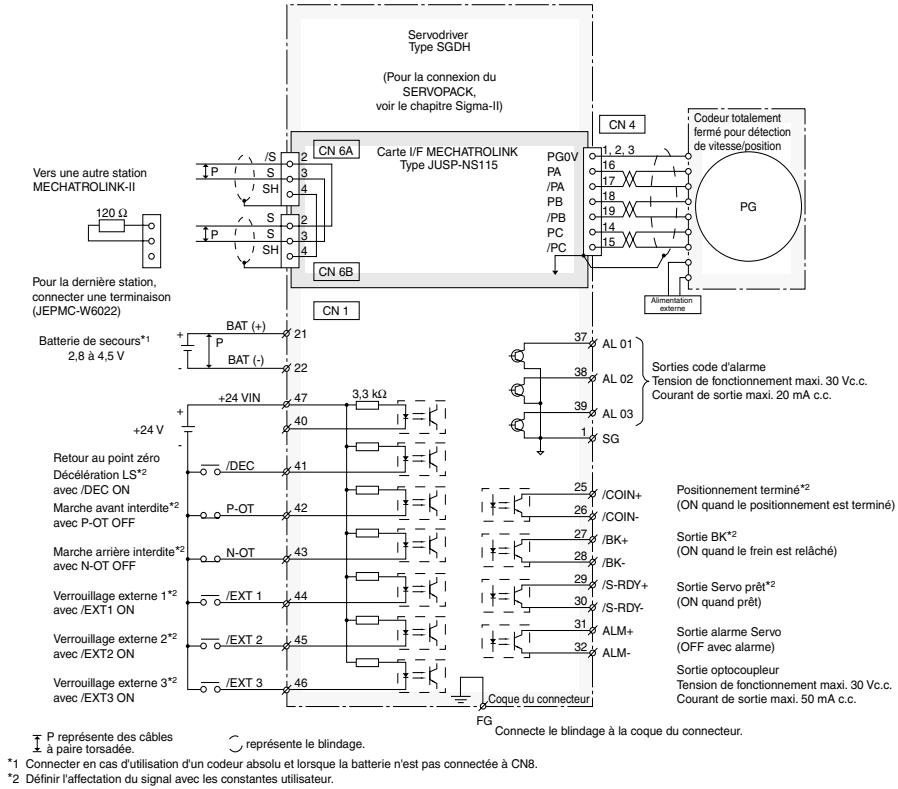 Servodriver
Type SGDH
(Pour la connexion du
SERVOPACK,
voir le chapitre Sigma-II)
CN 4
CN 6A
Carte I/F MECHATROLINK
Type JUSP-NS115
Codeur totalement
fermé pour détection
de vitesse/position
PG
Vers une autre station
MECHATROLINK-II
/S 2
P S 3
SH 4
S 2
P S 3
SH 4
120 Ω
CN 6B
Pour la dernière station,
connecter une terminaison
(JEPMC-W6022)
PG0V 1, 2, 3
PA 16
/PA 17
PB 18
/PB 19
PC 14
/PC 15
Alimentation
externe
CN 1
Batterie de secours*1
2,8 à 4,5 V
+
-
BAT (+) 21
P
BAT (-) 22
+24 VIN 47
3,3 kΩ
40
+
+24 V
-
Retour au point zéro
Décélération LS*2
avec /DEC ON
/DEC 41
Marche avant interdite*2
avec P-OT OFF
P-OT 42
Marche arrière interdite*2
avec N-OT OFF
N-OT 43
Verrouillage externe 1*2
avec /EXT1 ON
/EXT 1 44
Verrouillage externe 2*2
avec /EXT2 ON
/EXT 2 45
Verrouillage externe 3*2
avec /EXT3 ON
/EXT 3 46
37 AL 01
38 AL 02
39 AL 03
1 SG
Sorties code d'alarme
Tension de fonctionnement maxi. 30 Vc.c.
Courant de sortie maxi. 20 mA c.c.
25 /COIN+
26 /COIN-
Positionnement terminé*2
(ON quand le positionnement est terminé)
27 /BK+
28 /BK-
Sortie BK*2
(ON quand le frein est relâché)
29 /S-RDY+
30 /S-RDY-
Sortie Servo prêt*2
(ON quand prêt)
31 ALM+
32 ALM-
Sortie alarme Servo
(OFF avec alarme)
Sortie optocoupleur
Tension de fonctionnement maxi. 30 Vc.c.
Courant de sortie maxi. 50 mA c.c.
Coque du connecteur
FG
Connecte le blindage à la coque du connecteur.
P représente des câbles
à paire torsadée.
représente le blindage.
*1 Connecter en cas d'utilisation d'un codeur absolu et lorsque la batterie n'est pas connectée à CN8.
*2 Définir l'affectation du signal avec les constantes utilisateur.